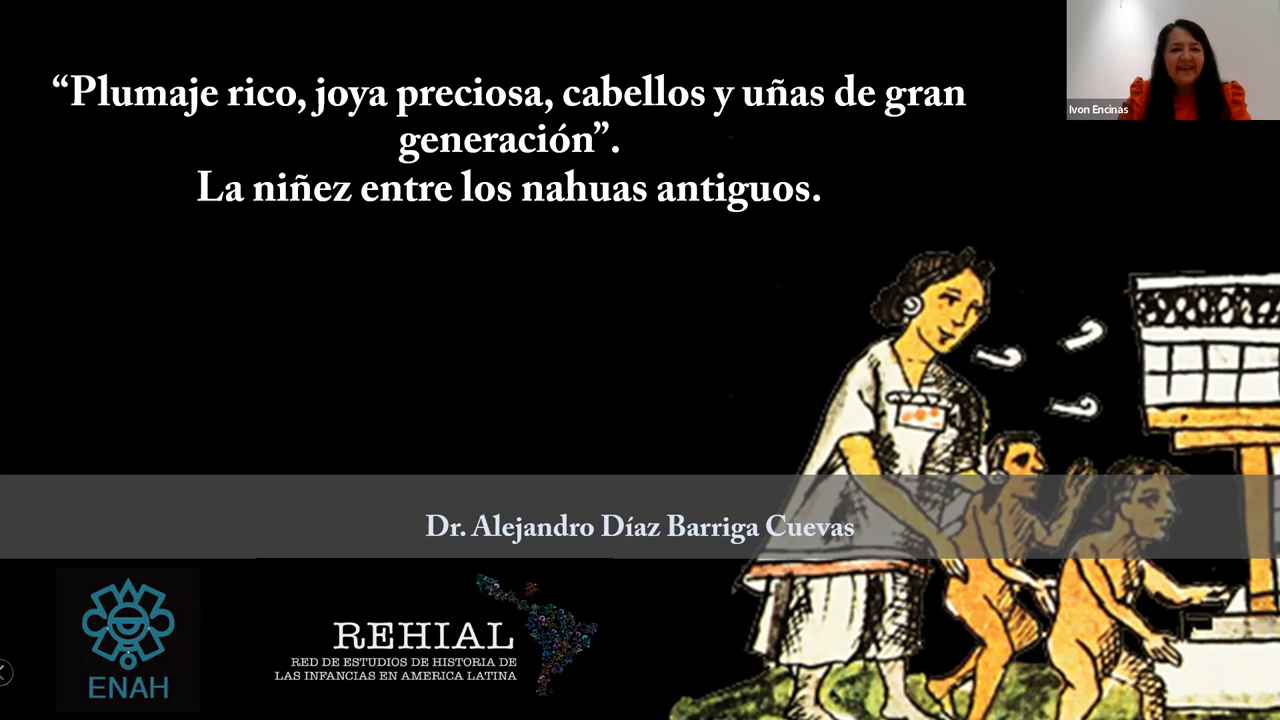 “Plumaje rico, joya preciosa, cabellos y uñas de gran
generación”.
La niñez entre los nahuas antiguos.
Ivon Encinas
Dr. Alejandro Díaz Barriga Cuevas
ENAH
REHIAL
RED DE ESTUDIOS DE HISTORIA DE
LAS INFANCIAS EN AMERICA LATINA